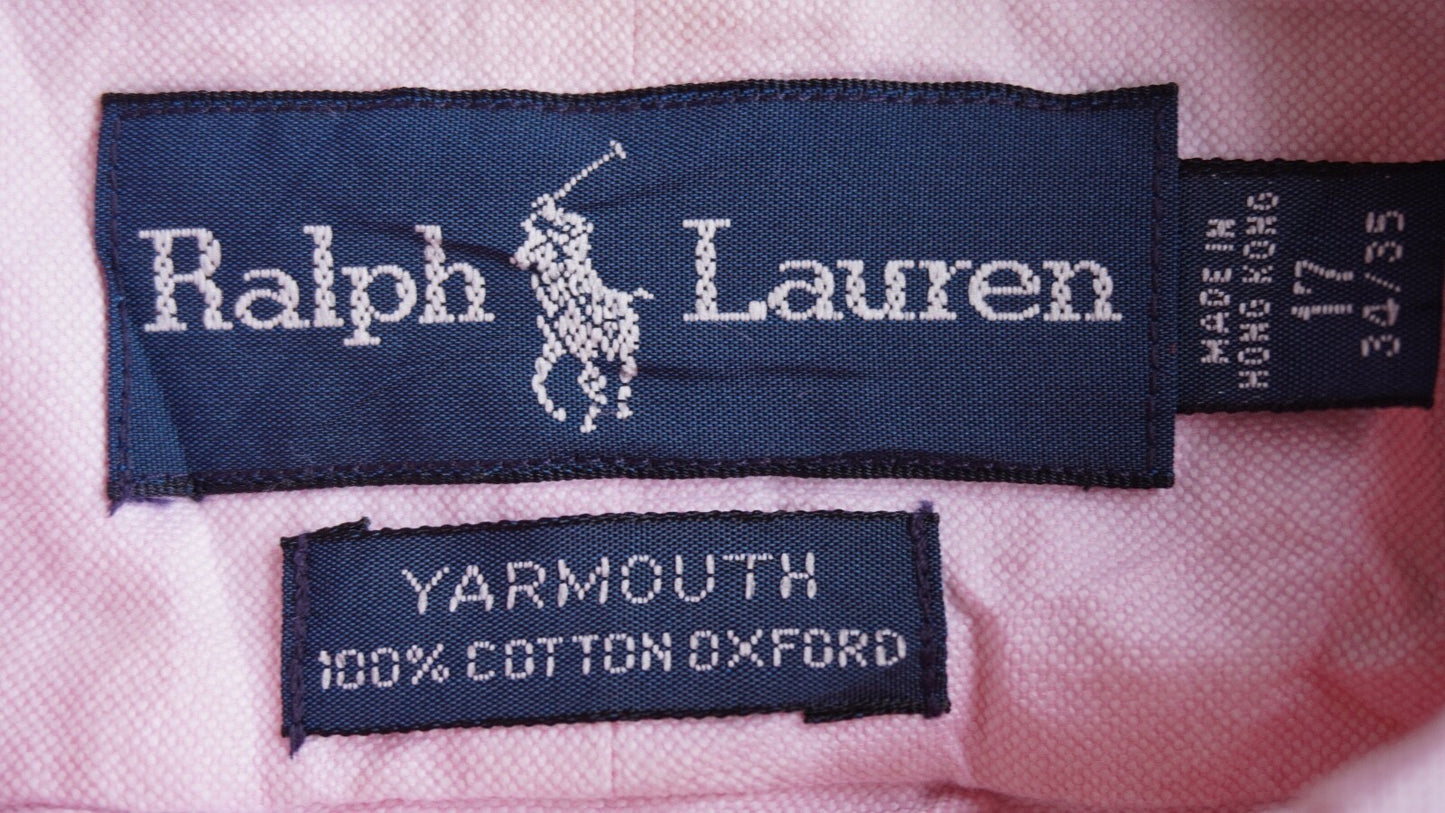 Ralph Lauren
MADE IN
HONG KONG
17
34/35
YARMOUTH
100% COTTON OXFORD